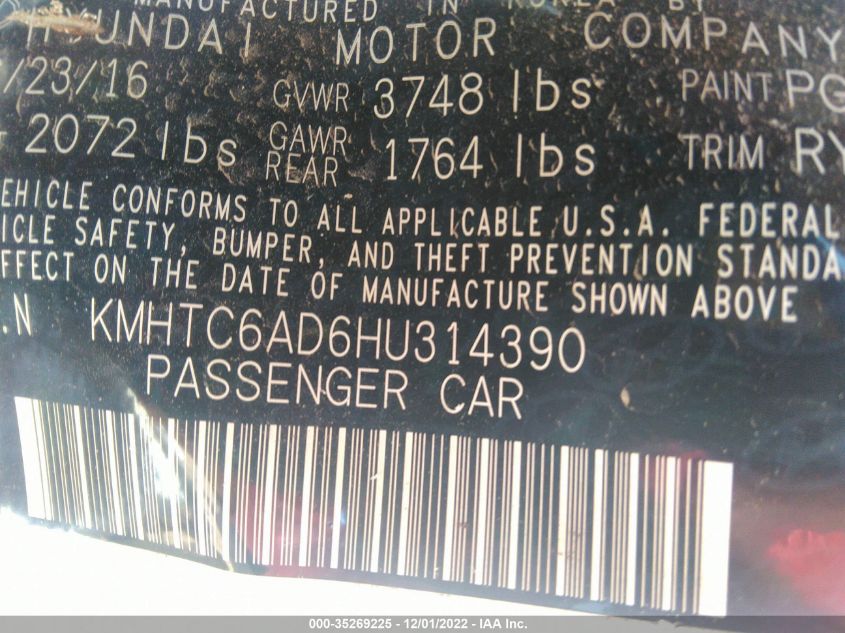 MANUFACTURED IN KOREA BY
HYUNDAI MOTOR COMPANY
/23/16 GVWR 3748 lbs PAINT PG
2072 lbs GAWR REAR 1764 lbs TRIM RY
EHICLE CONFORMS TO ALL APPLICABLE U.S.A. FEDERAL
ICLE SAFETY, BUMPER, AND THEFT PREVENTION STANDA
FFECT ON THE DATE OF MANUFACTURE SHOWN ABOVE
.N KMHTC6AD6HU314390
PASSENGER CAR
000-35269225 - 12/01/2022 - IAA Inc.